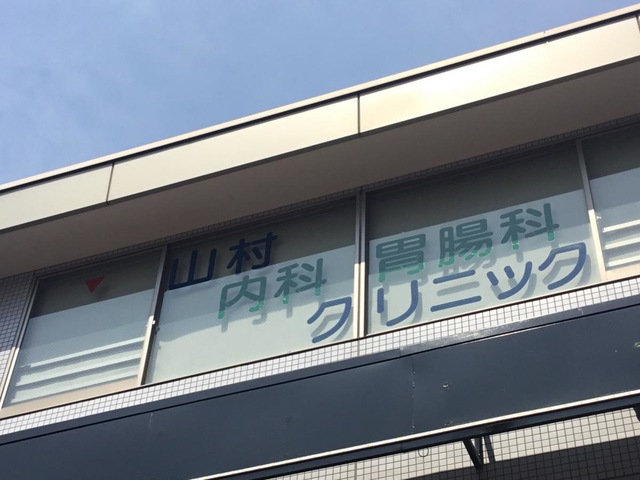 山村
内科 胃腸科
クリニック